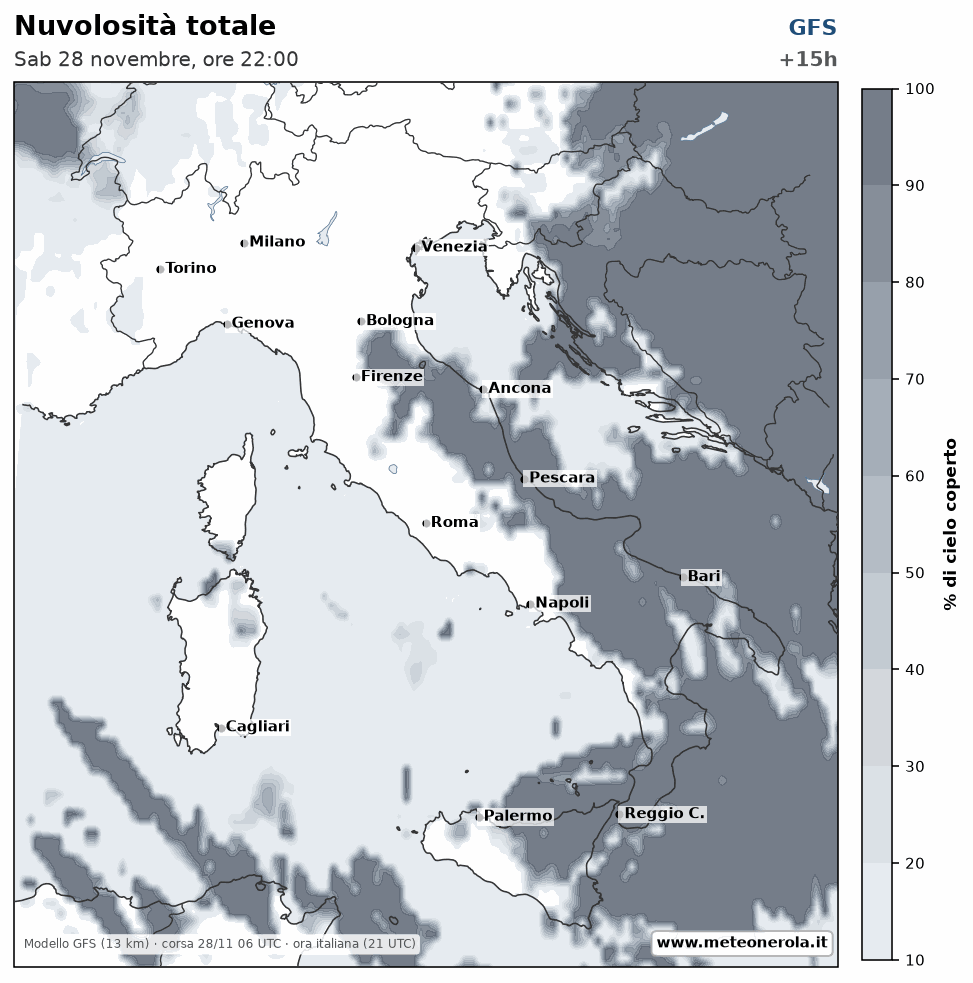 Nuvolosità totale
GFS
Sab 28 novembre, ore 22:00
+15h
100
90
80
70
60
50
40
30
20
10
% di cielo coperto
Milano
Venezia
Torino
Genova
Bologna
Firenze
Ancona
Pescara
Roma
Bari
Napoli
Cagliari
Palermo
Reggio C.
Modello GFS (13 km) · corsa 28/11 06 UTC · ora italiana (21 UTC)
www.meteonerola.it